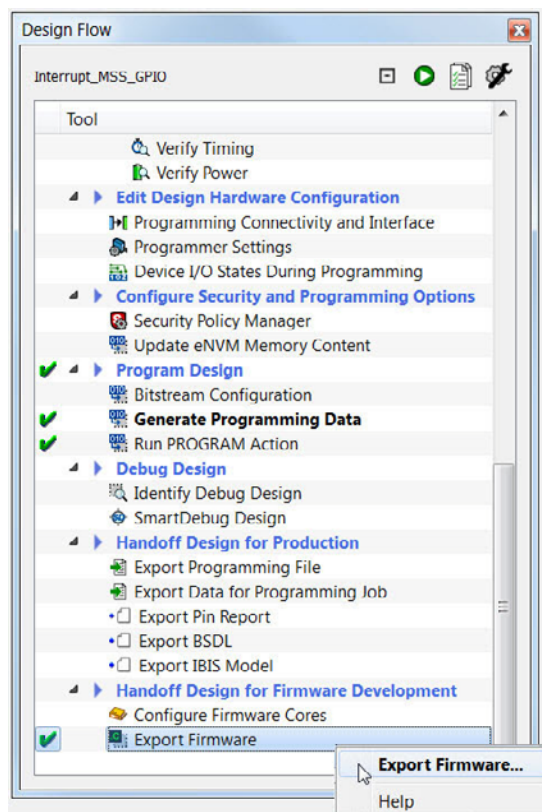 Design Flow
Interrupt_MSS_GPIO
Tool
Verify Timing
Verify Power
Edit Design Hardware Configuration
Programming Connectivity and Interface
Programmer Settings
Device I/O States During Programming
Configure Security and Programming Options
Security Policy Manager
Update eNVM Memory Content
Program Design
Bitstream Configuration
Generate Programming Data
Run PROGRAM Action
Debug Design
Identify Debug Design
SmartDebug Design
Handoff Design for Production
Export Programming File
Export Data for Programming Job
Export Pin Report
Export BSDL
Export IBIS Model
Handoff Design for Firmware Development
Configure Firmware Cores
Export Firmware
Export Firmware...
Help